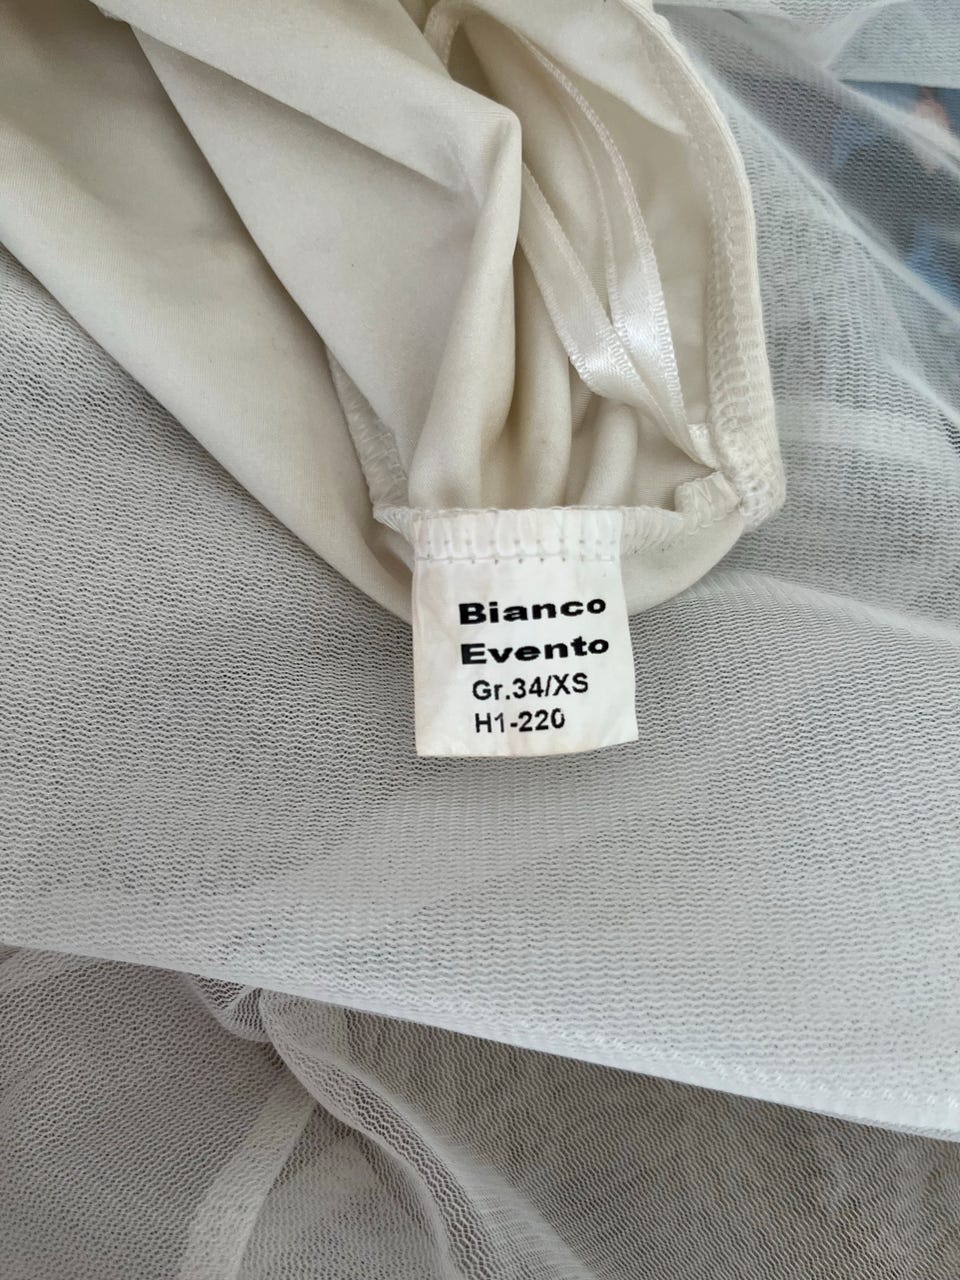 Bianco
Evento
Gr.34/XS
H1-220